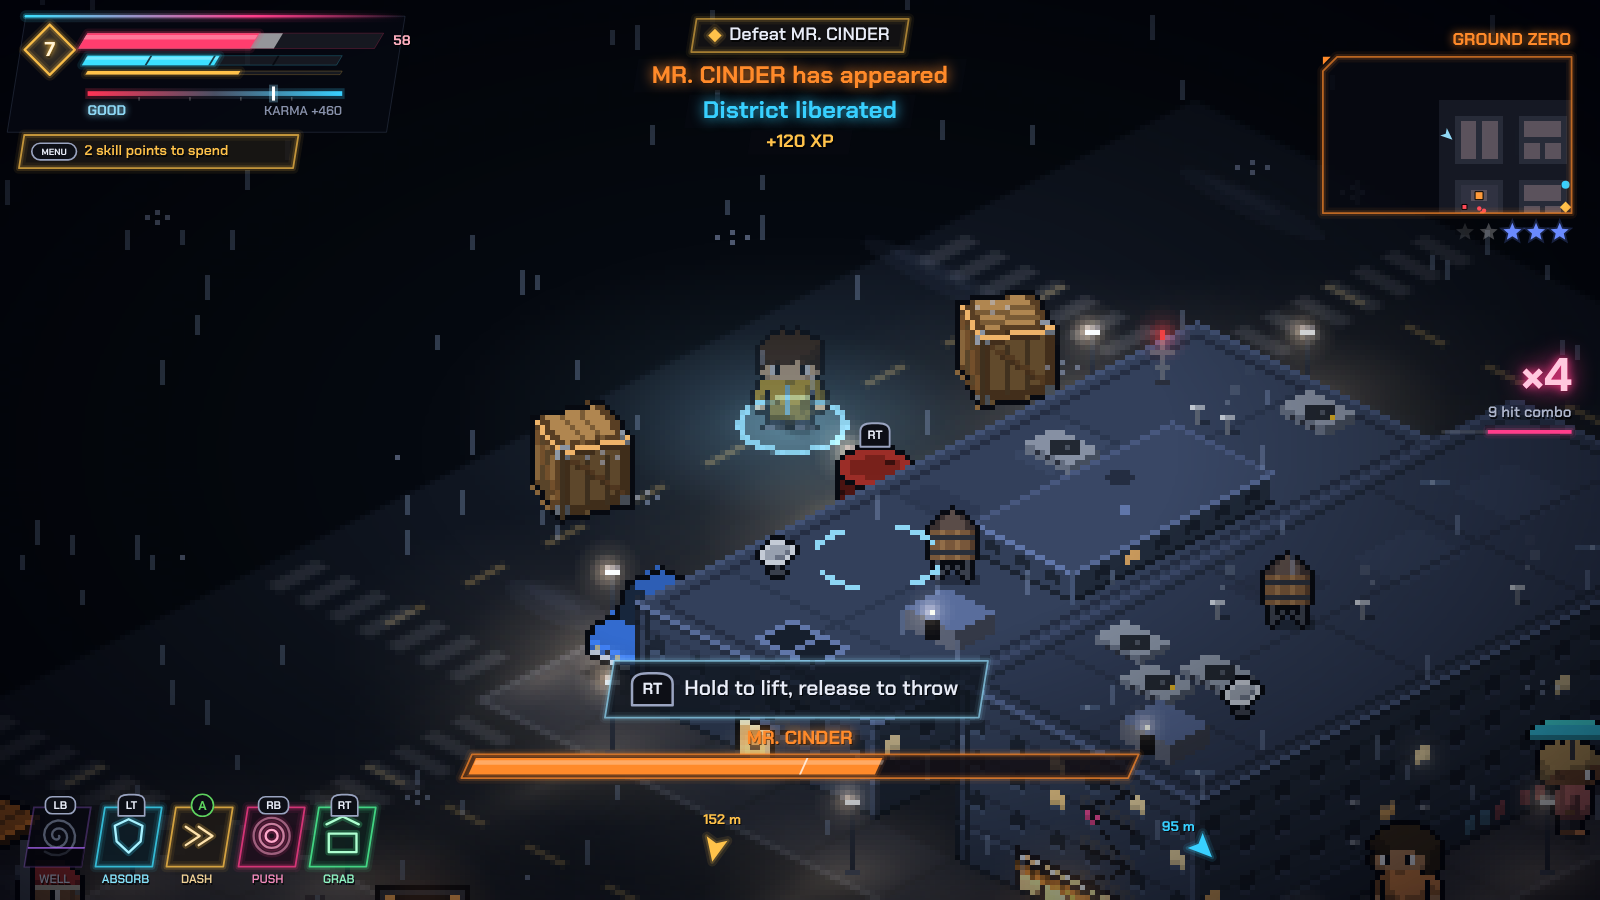 7
58
GOOD
KARMA +460
MENU
2 skill points to spend
Defeat MR. CINDER
MR. CINDER has appeared
District liberated
+120 XP
GROUND ZERO
×4
9 hit combo
RT
RT
Hold to lift, release to throw
MR. CINDER
152 m
95 m
LB
LT
A
RB
RT
WELL
ABSORB
DASH
PUSH
GRAB